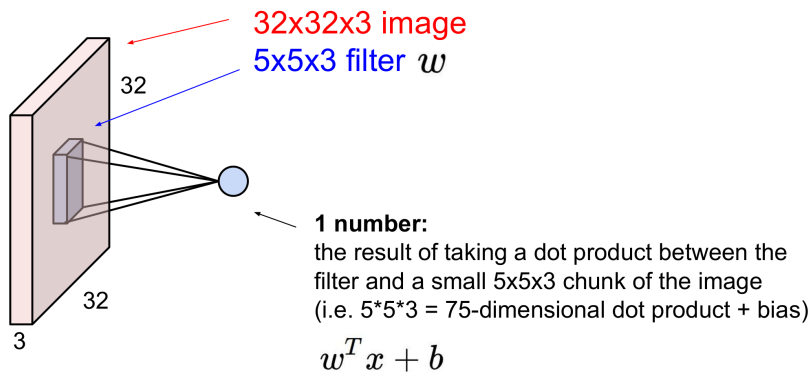 32x32x3 image
5x5x3 filter w
32
1 number:
the result of taking a dot product between the
filter and a small 5x5x3 chunk of the image
(i.e. 5*5*3 = 75-dimensional dot product + bias)
32
3
w^T x + b